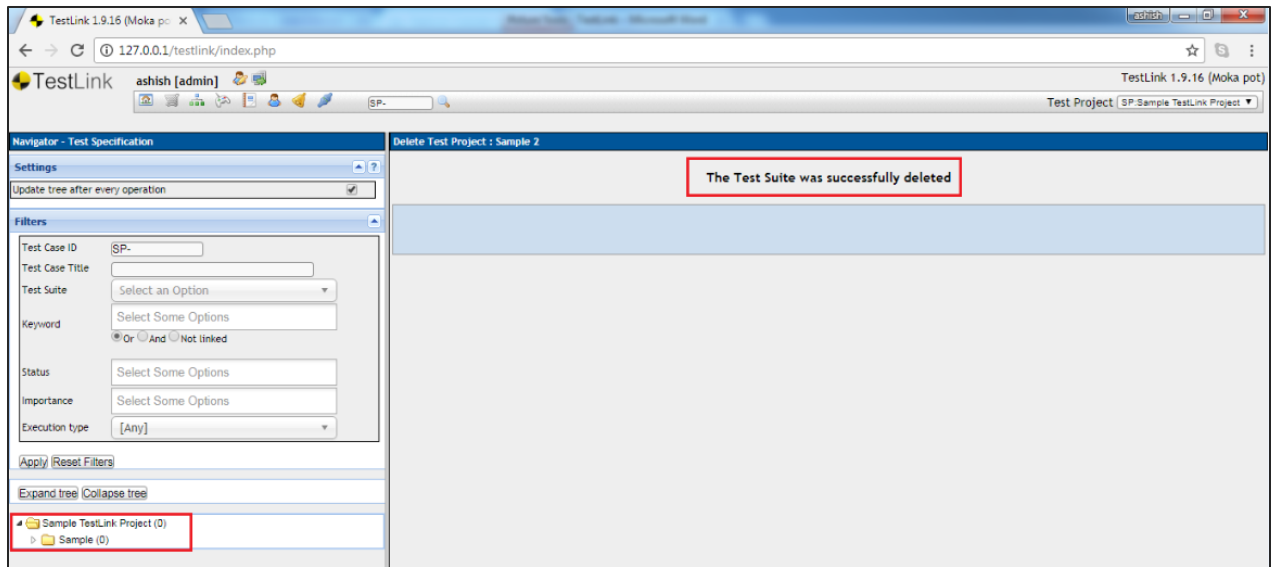 TestLink 1.9.16 (Moka po
ashish
127.0.0.1/testlink/index.php
TestLink ashish [admin] TestLink 1.9.16 (Moka pot)
SP- Test Project SP:Sample TestLink Project
Navigator - Test Specification
Settings
?
Update tree after every operation
Filters
Test Case ID SP-
Test Case Title
Test Suite Select an Option
Keyword Select Some Options
Or And Not linked
Status Select Some Options
Importance Select Some Options
Execution type [Any]
Apply Reset Filters
Expand tree Collapse tree
Sample TestLink Project (0)
Sample (0)
Delete Test Project : Sample 2
The Test Suite was successfully deleted